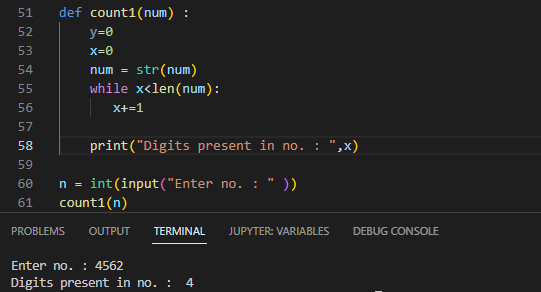 51 def count1(num) :
52     y=0
53     x=0
54     num = str(num)
55     while x<len(num):
56        x+=1
57
58     print("Digits present in no. : ",x)
59
60 n = int(input("Enter no. : " ))
61 count1(n)
PROBLEMS OUTPUT TERMINAL JUPYTER: VARIABLES DEBUG CONSOLE
Enter no. : 4562
Digits present in no. :  4